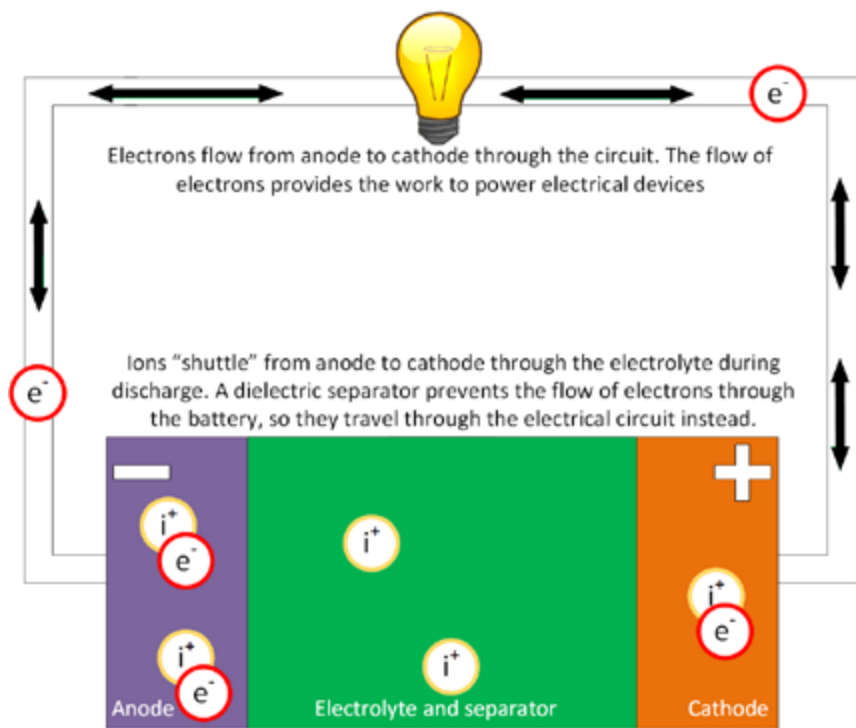 e-
Electrons flow from anode to cathode through the circuit. The flow of
electrons provides the work to power electrical devices
Ions “shuttle” from anode to cathode through the electrolyte during
discharge. A dielectric separator prevents the flow of electrons through
the battery, so they travel through the electrical circuit instead.
e-
− +
i+ e-
i+
i+ e-
i+ e-
i+
Anode Electrolyte and separator Cathode